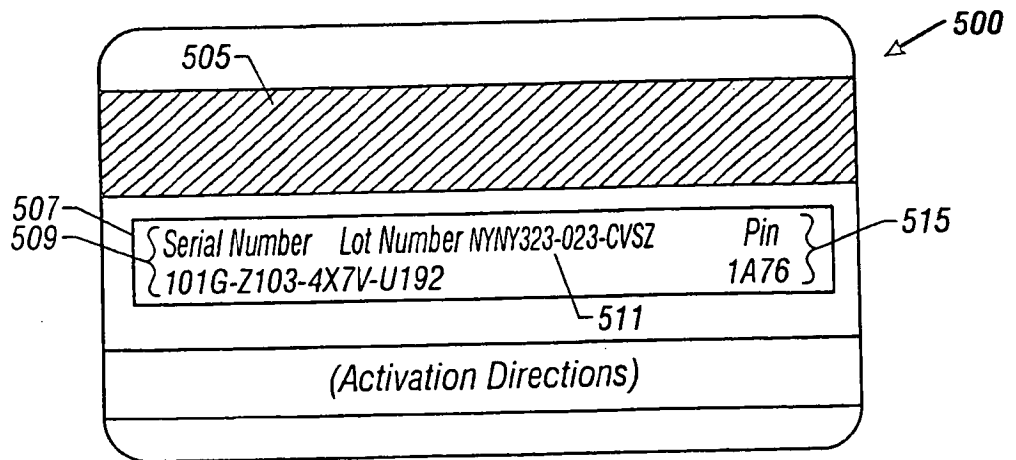 500
505
507
509
Serial Number Lot Number NYNY323-023-CVSZ Pin
101G-Z103-4X7V-U192 1A76
515
511
(Activation Directions)